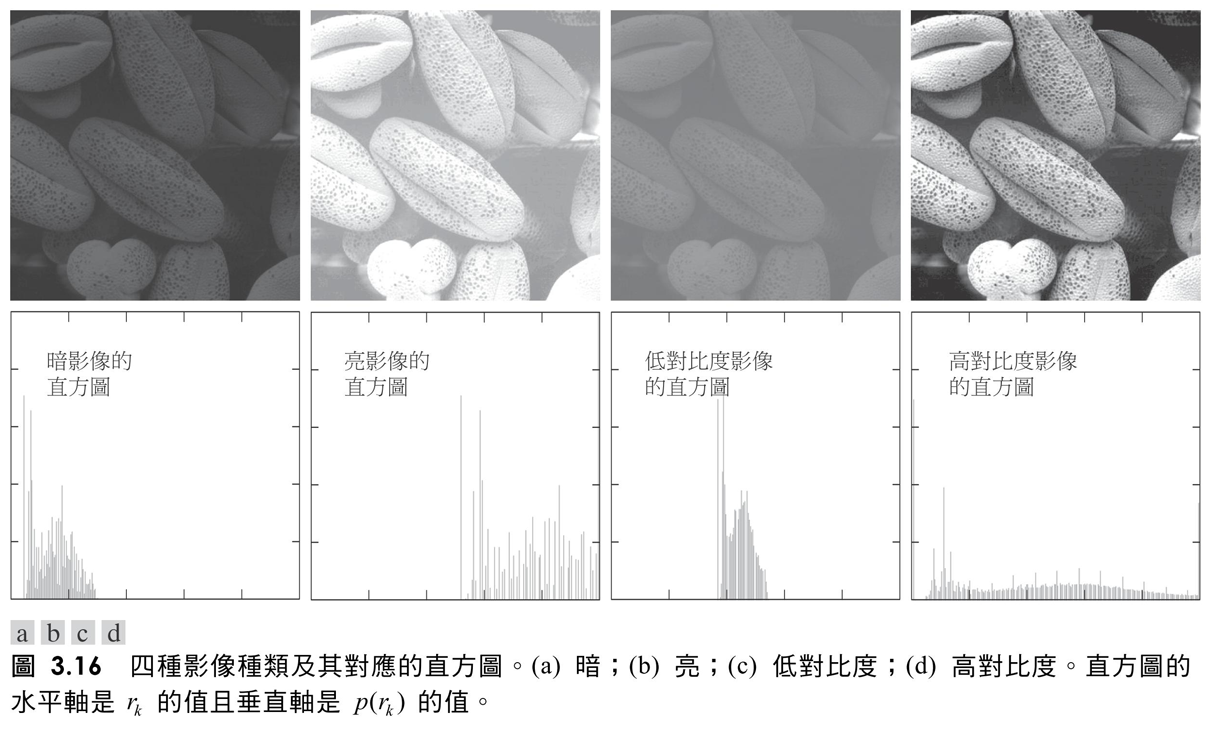 暗影像的
直方圖
亮影像的
直方圖
低對比度影像
的直方圖
高對比度影像
的直方圖
a b c d
圖 3.16 四種影像種類及其對應的直方圖。(a) 暗；(b) 亮；(c) 低對比度；(d) 高對比度。直方圖的
水平軸是 rₖ 的值且垂直軸是 p(rₖ) 的值。